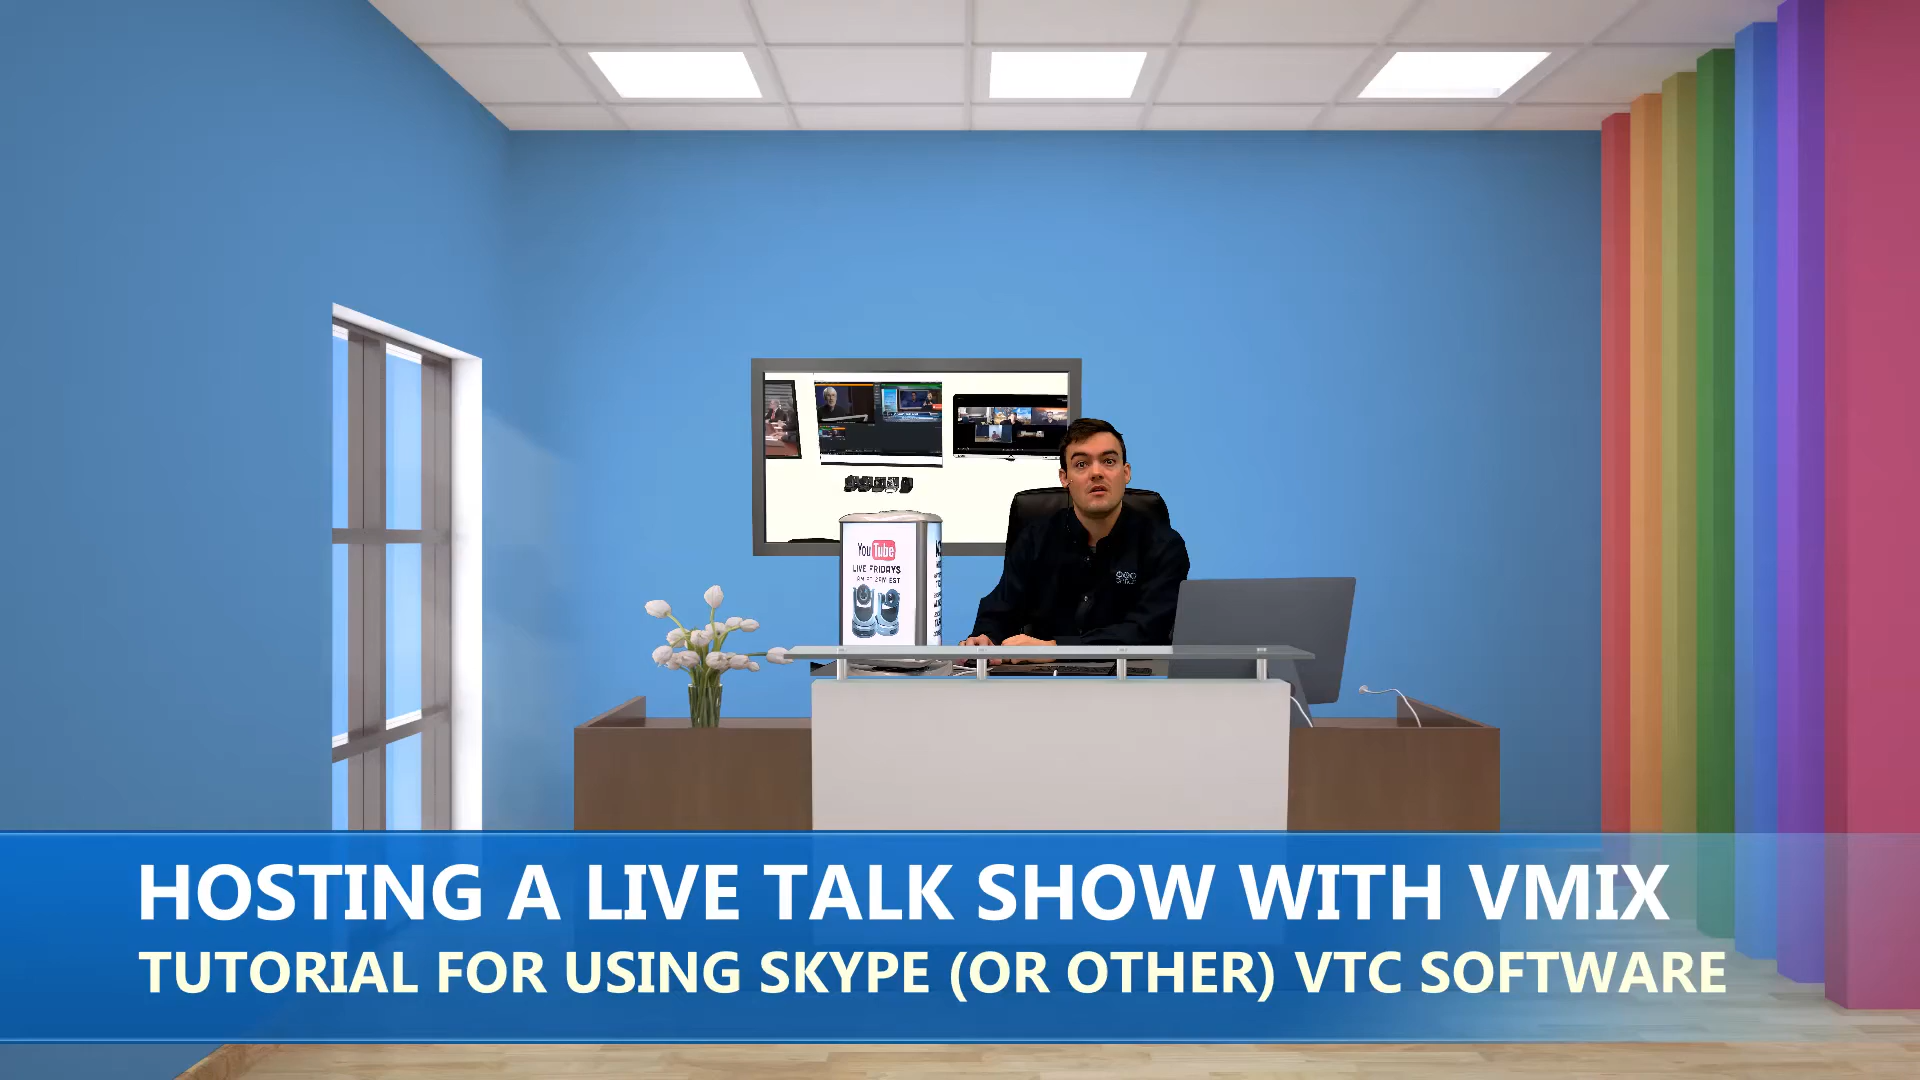 YouTube
LIVE FRIDAYS
HOSTING A LIVE TALK SHOW WITH VMIX
TUTORIAL FOR USING SKYPE (OR OTHER) VTC SOFTWARE